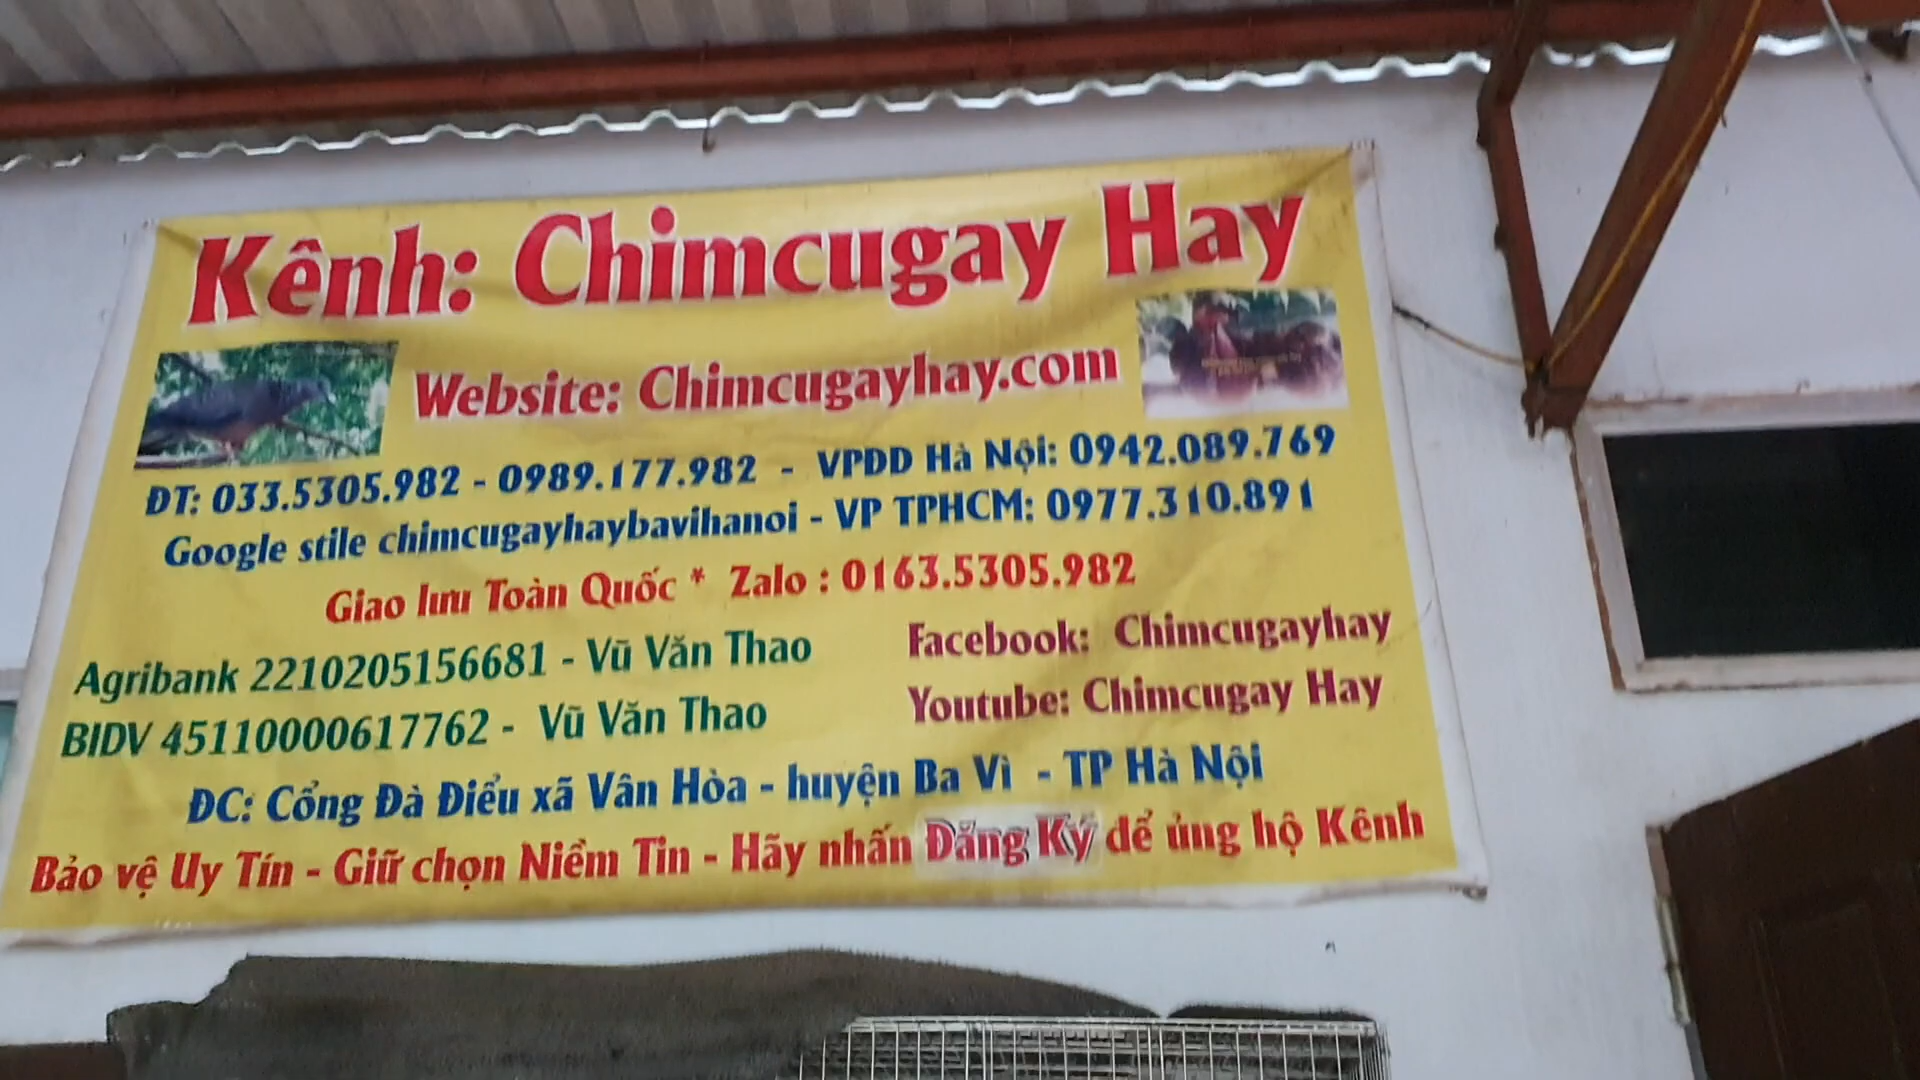 Kênh: Chimcugay Hay
Website: Chimcugayhay.com
ĐT: 033.5305.982 - 0989.177.982 - VPĐD Hà Nội: 0942.089.769
Google stile chimcugayhaybavihanoi - VP TPHCM: 0977.310.891
Giao lưu Toàn Quốc * Zalo : 0163.5305.982
Agribank 2210205156681 - Vũ Văn Thao
Facebook: Chimcugayhay
BIDV 45110000617762 - Vũ Văn Thao
Youtube: Chimcugay Hay
ĐC: Cổng Đà Điểu xã Vân Hòa - huyện Ba Vì - TP Hà Nội
Bảo vệ Uy Tín - Giữ chọn Niềm Tin - Hãy nhấn Đăng Ký để ủng hộ Kênh